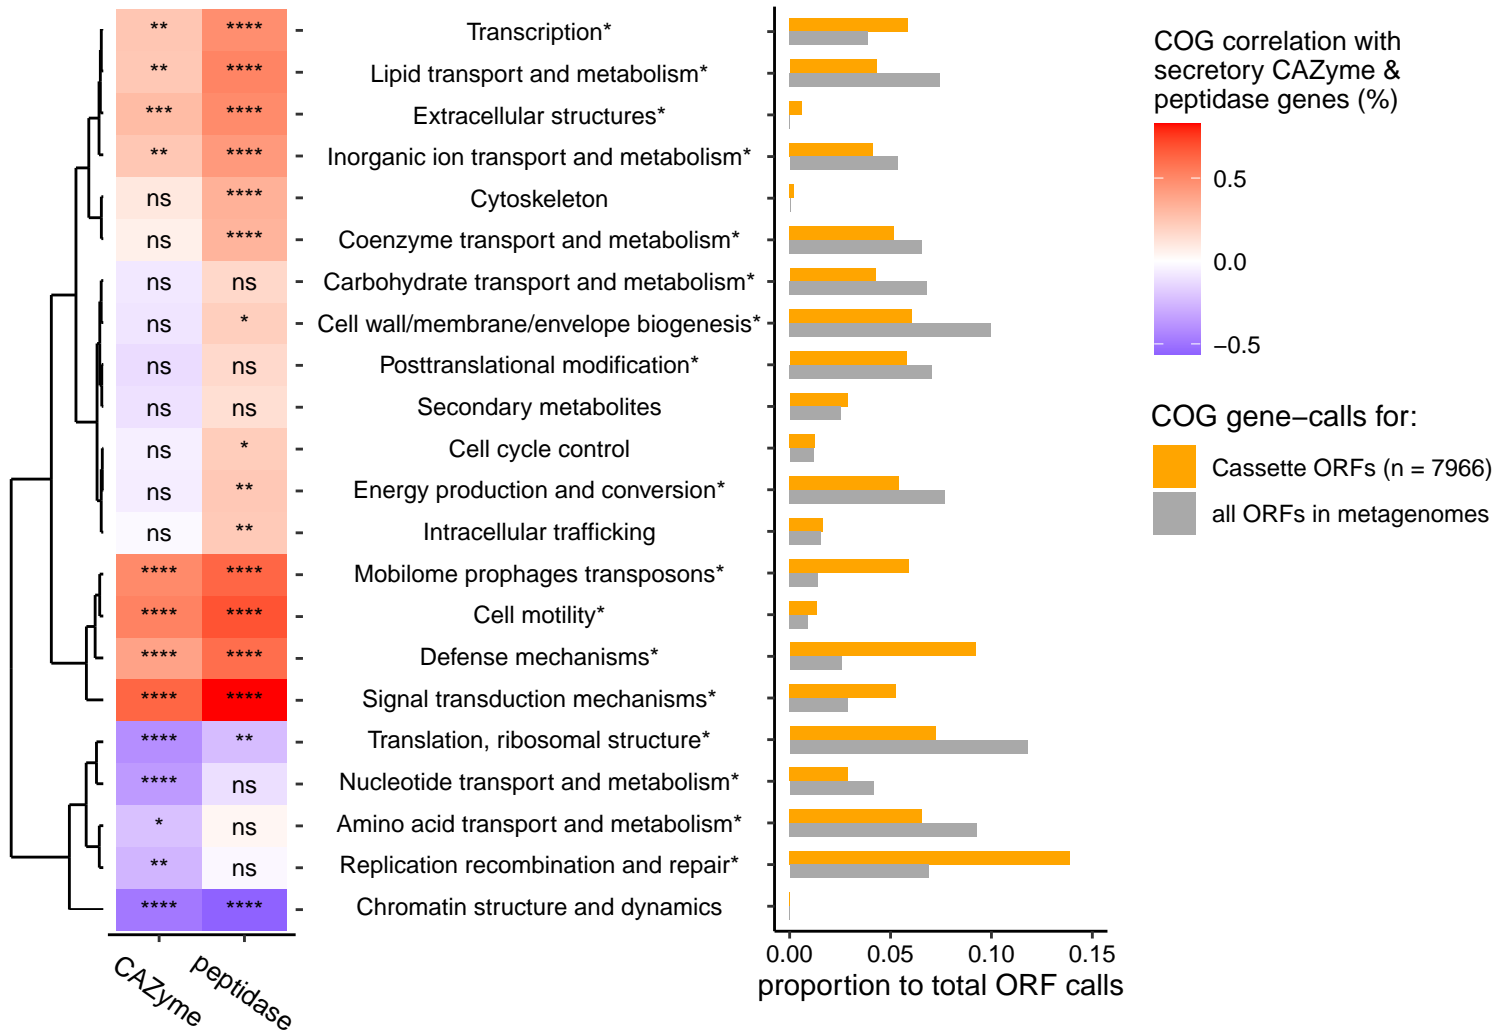 ** **** Transcription*
** **** Lipid transport and metabolism*
*** **** Extracellular structures*
** **** Inorganic ion transport and metabolism*
ns **** Cytoskeleton
ns **** Coenzyme transport and metabolism*
ns ns Carbohydrate transport and metabolism*
ns * Cell wall/membrane/envelope biogenesis*
ns ns Posttranslational modification*
ns ns Secondary metabolites
ns * Cell cycle control
ns ** Energy production and conversion*
ns ** Intracellular trafficking
**** **** Mobilome prophages transposons*
**** **** Cell motility*
**** **** Defense mechanisms*
**** **** Signal transduction mechanisms*
**** ** Translation, ribosomal structure*
**** ns Nucleotide transport and metabolism*
* ns Amino acid transport and metabolism*
** ns Replication recombination and repair*
**** **** Chromatin structure and dynamics
CAZyme
peptidase
0.00 0.05 0.10 0.15
proportion to total ORF calls
COG correlation with
secretory CAZyme &
peptidase genes (%)
0.5
0.0
−0.5
COG gene−calls for:
Cassette ORFs (n = 7966)
all ORFs in metagenomes